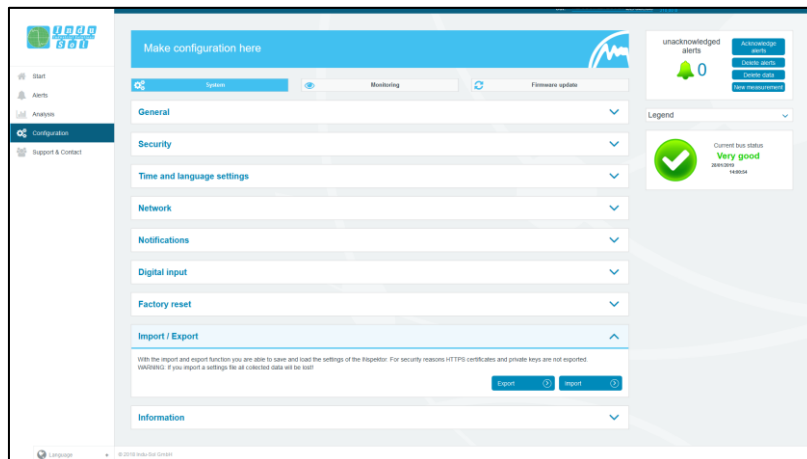 Indu
Sol
Start
Alerts
Analysis
Configuration
Support & Contact
Language
Make configuration here
System
Monitoring
Firmware update
General
Security
Time and language settings
Network
Notifications
Digital input
Factory reset
Import / Export
With the import and export function you are able to save and load the settings of the INspektor. For security reasons HTTPS certificates and private keys are not exported.
WARNING: If you import a settings file all collected data will be lost!
Export
Import
Information
unacknowledged
alerts
0
Acknowledge
alerts
Delete alerts
Delete data
New measurement
Legend
Current bus status
Very good
14:00:54